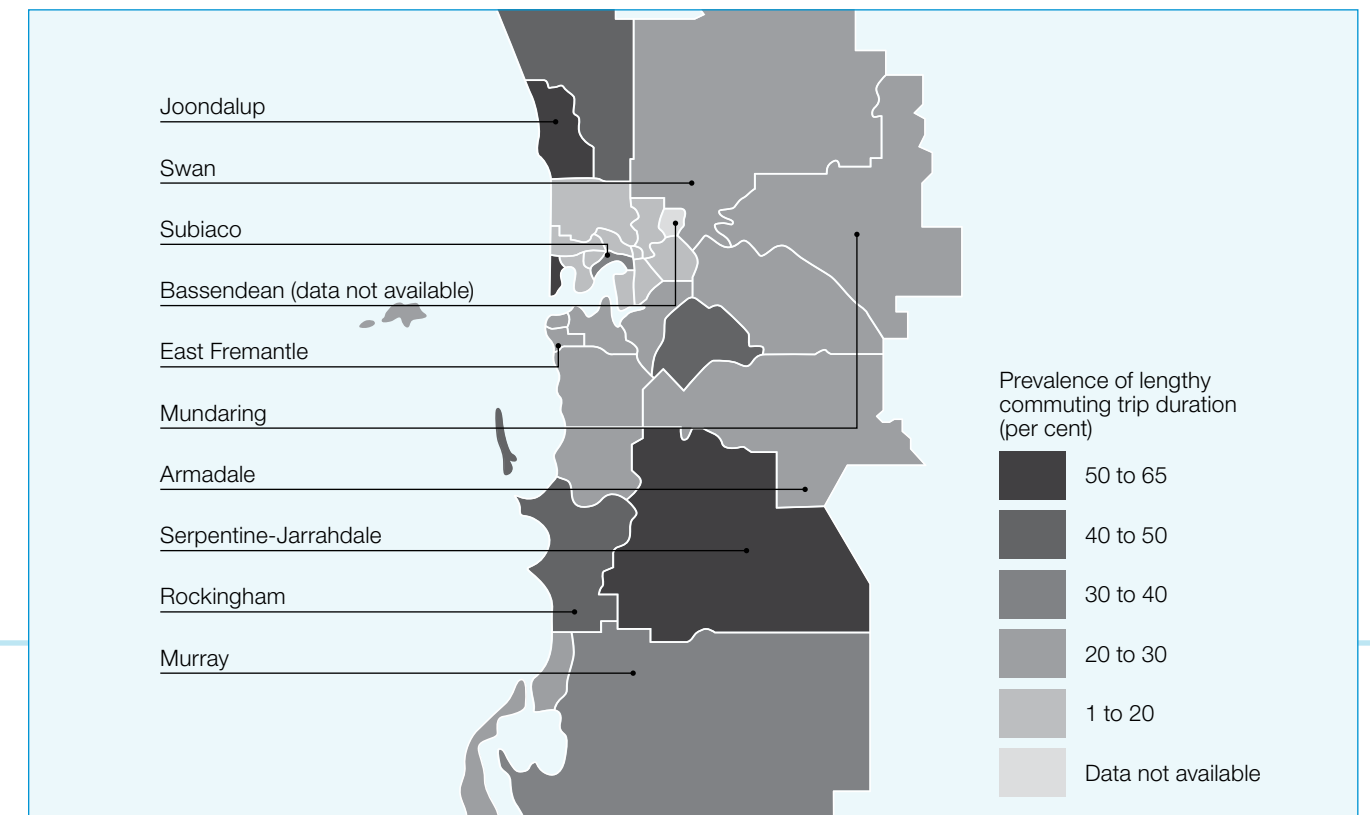 Joondalup
Swan
Subiaco
Bassendean (data not available)
East Fremantle
Mundaring
Armadale
Serpentine-Jarrahdale
Rockingham
Murray
Prevalence of lengthy
commuting trip duration
(per cent)
50 to 65
40 to 50
30 to 40
20 to 30
1 to 20
Data not available